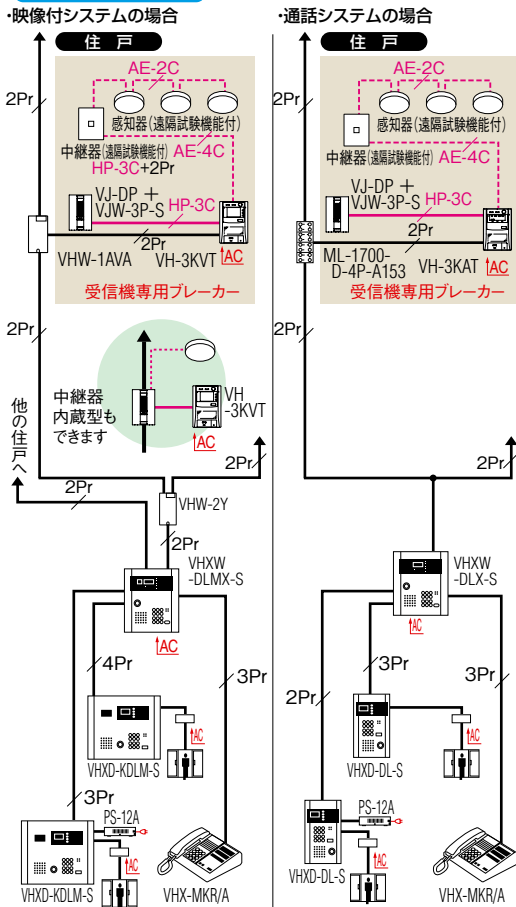 ・映像付システムの場合
住 戸
AE-2C
2Pr
感知器(遠隔試験機能付)
中継器(遠隔試験機能付)
AE-4C
HP-3C+2Pr
VJ-DP +
VJW-3P-S
HP-3C
2Pr
VHW-1AVA
VH-3KVT
AC
受信機専用ブレーカー
2Pr
中継器
内蔵型も
できます
VH
-3KVT
AC
他の住戸へ
2Pr
2Pr
VHW-2Y
2Pr
VHXW
-DLMX-S
AC
4Pr
3Pr
AC
VHXD-KDLM-S
3Pr
PS-12A
AC
VHXD-KDLM-S
VHX-MKR/A
・通話システムの場合
住 戸
AE-2C
2Pr
感知器(遠隔試験機能付)
中継器(遠隔試験機能付)
AE-4C
VJ-DP +
VJW-3P-S
HP-3C
2Pr
ML-1700-
D-4P-A153
VH-3KAT
AC
受信機専用ブレーカー
2Pr
2Pr
VHXW
-DLX-S
AC
3Pr
3Pr
2Pr
AC
VHXD-DL-S
PS-12A
AC
VHXD-DL-S
VHX-MKR/A